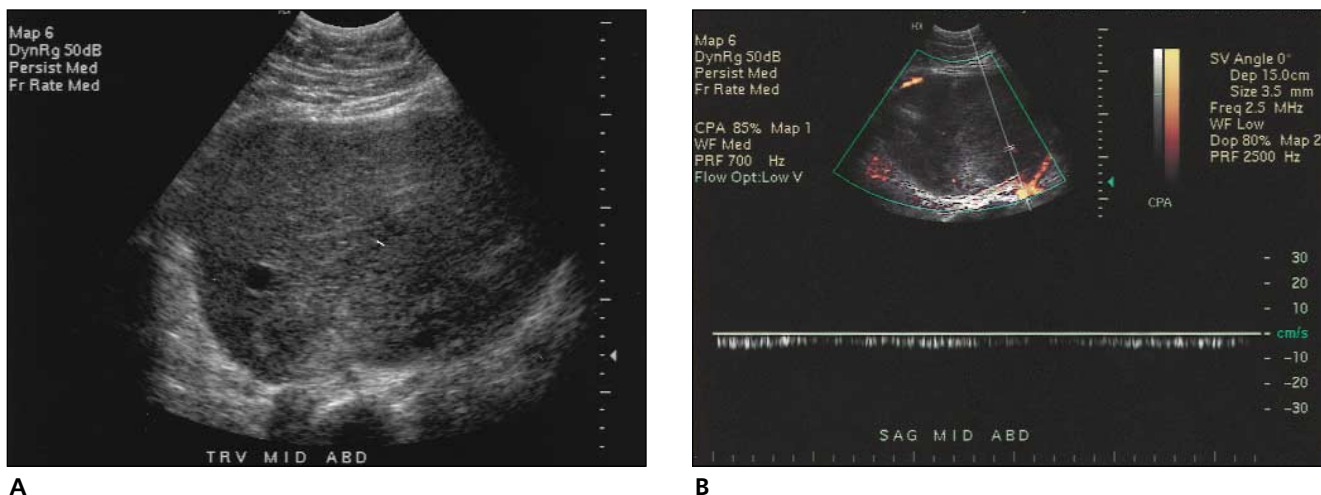 Map 6
DynRg 50dB
Persist Med
Fr Rate Med
TRV MID ABD
A
Map 6
DynRg 50dB
Persist Med
Fr Rate Med
CPA 85% Map 1
WF Med
PRF 700 Hz
Flow Opt:Low V
SV Angle 0°
Dep 15.0cm
Size 3.5 mm
Freq 2.5 MHz
WF Low
Dop 80% Map 2
PRF 2500 Hz
CPA
30
20
10
cm/s
-10
-20
-30
SAG MID ABD
B